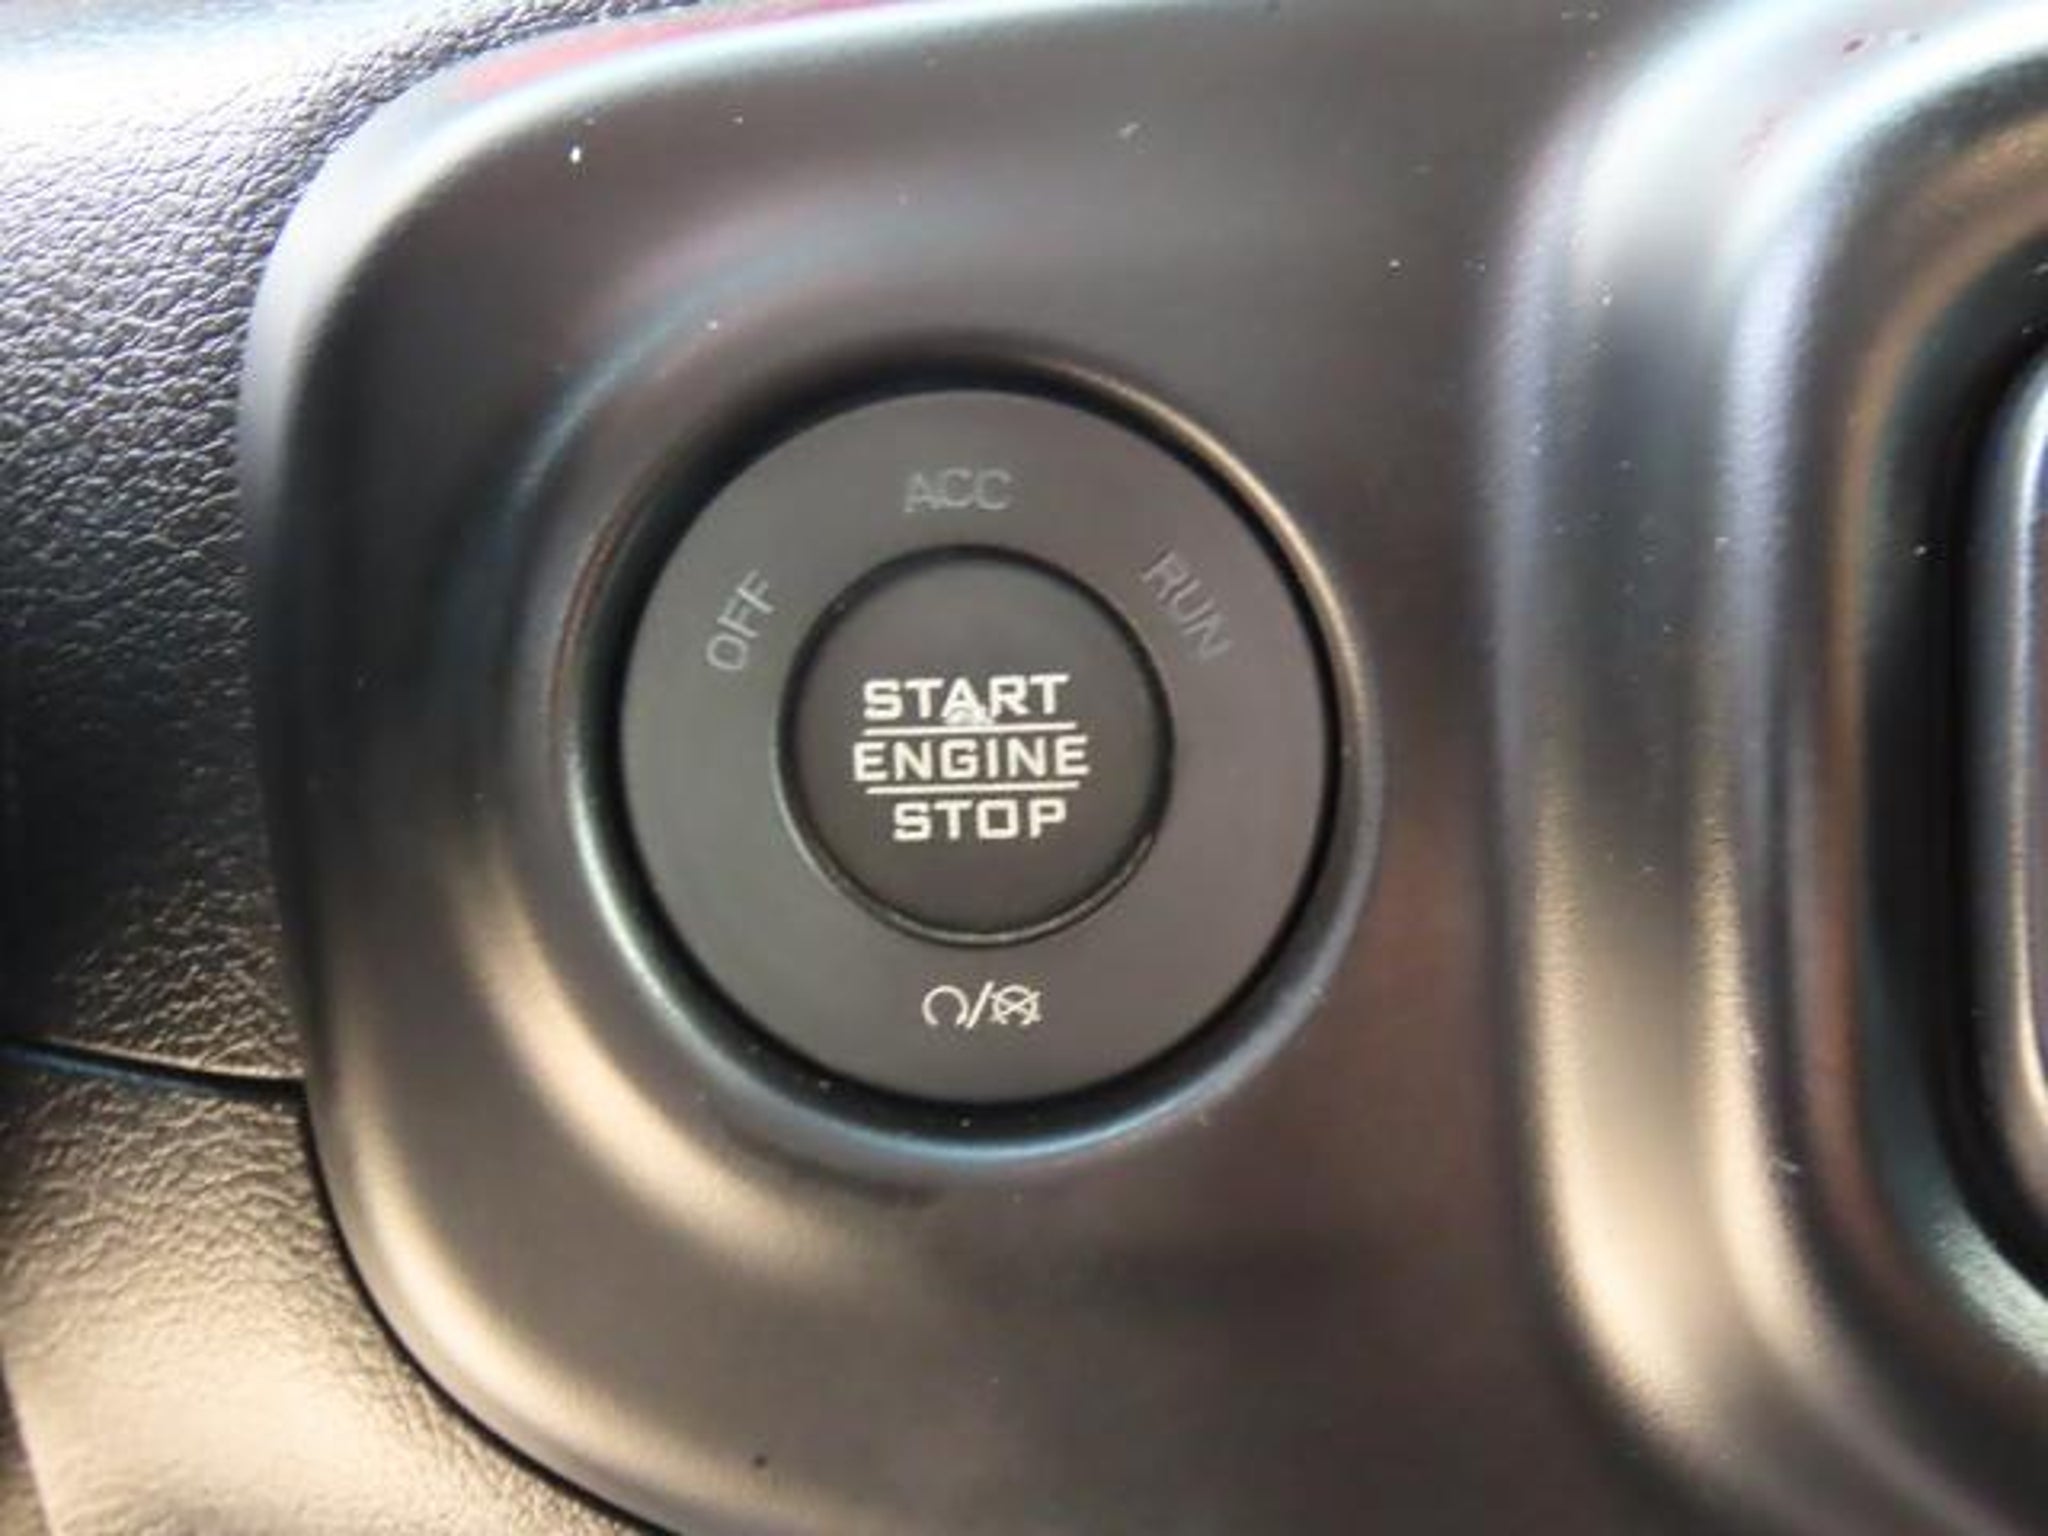 ACC
OFF
RUN
START
ENGINE
STOP